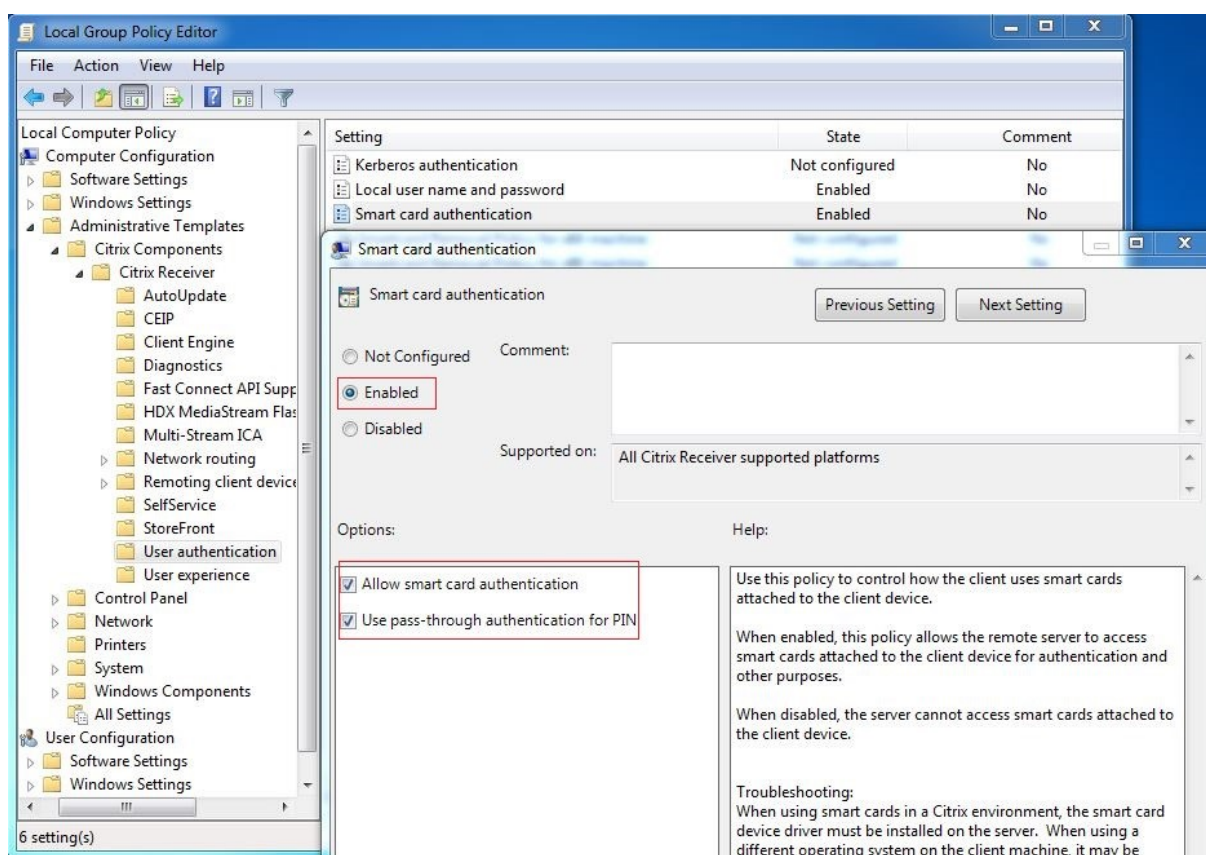 Local Group Policy Editor
File Action View Help
Local Computer Policy
Computer Configuration
Software Settings
Windows Settings
Administrative Templates
Citrix Components
Citrix Receiver
AutoUpdate
CEIP
Client Engine
Diagnostics
Fast Connect API Supp
HDX MediaStream Flas
Multi-Stream ICA
Network routing
Remoting client device
SelfService
StoreFront
User authentication
User experience
Control Panel
Network
Printers
System
Windows Components
All Settings
User Configuration
Software Settings
Windows Settings
6 setting(s)
Setting State Comment
Kerberos authentication Not configured No
Local user name and password Enabled No
Smart card authentication Enabled No
Smart card authentication
Smart card authentication
Previous Setting Next Setting
Not Configured Comment:
Enabled
Disabled
Supported on: All Citrix Receiver supported platforms
Options:
Allow smart card authentication
Use pass-through authentication for PIN
Help:
Use this policy to control how the client uses smart cards
attached to the client device.
When enabled, this policy allows the remote server to access
smart cards attached to the client device for authentication and
other purposes.
When disabled, the server cannot access smart cards attached to
the client device.
Troubleshooting:
When using smart cards in a Citrix environment, the smart card
device driver must be installed on the server. When using a
different operating system on the client machine, it may be